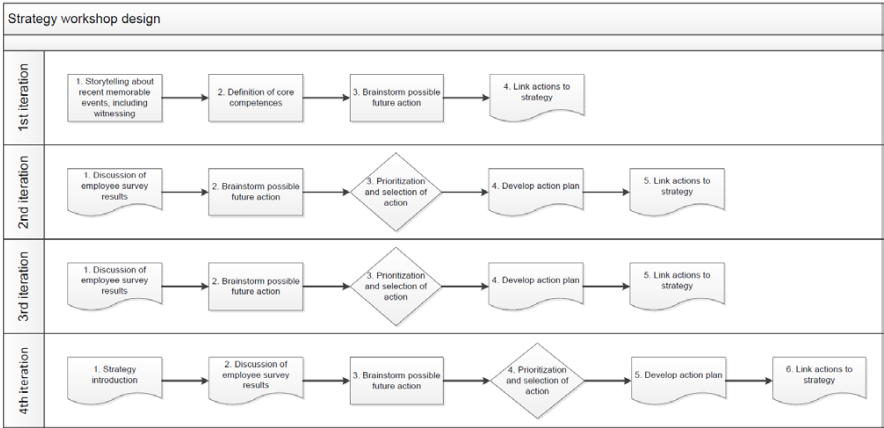 Strategy workshop design
1st iteration
1. Storytelling about
recent memorable
events, including
witnessing
2. Definition of core
competences
3. Brainstorm possible
future action
4. Link actions to
strategy
2nd iteration
1. Discussion of
employee survey
results
2. Brainstorm possible
future action
3. Prioritization
and selection of
action
4. Develop action plan
5. Link actions to
strategy
3rd iteration
1. Discussion of
employee survey
results
2. Brainstorm possible
future action
3. Prioritization
and selection of
action
4. Develop action plan
5. Link actions to
strategy
4th iteration
1. Strategy
introduction
2. Discussion of
employee survey
results
3. Brainstorm possible
future action
4. Prioritization
and selection of
action
5. Develop action plan
6. Link actions to
strategy